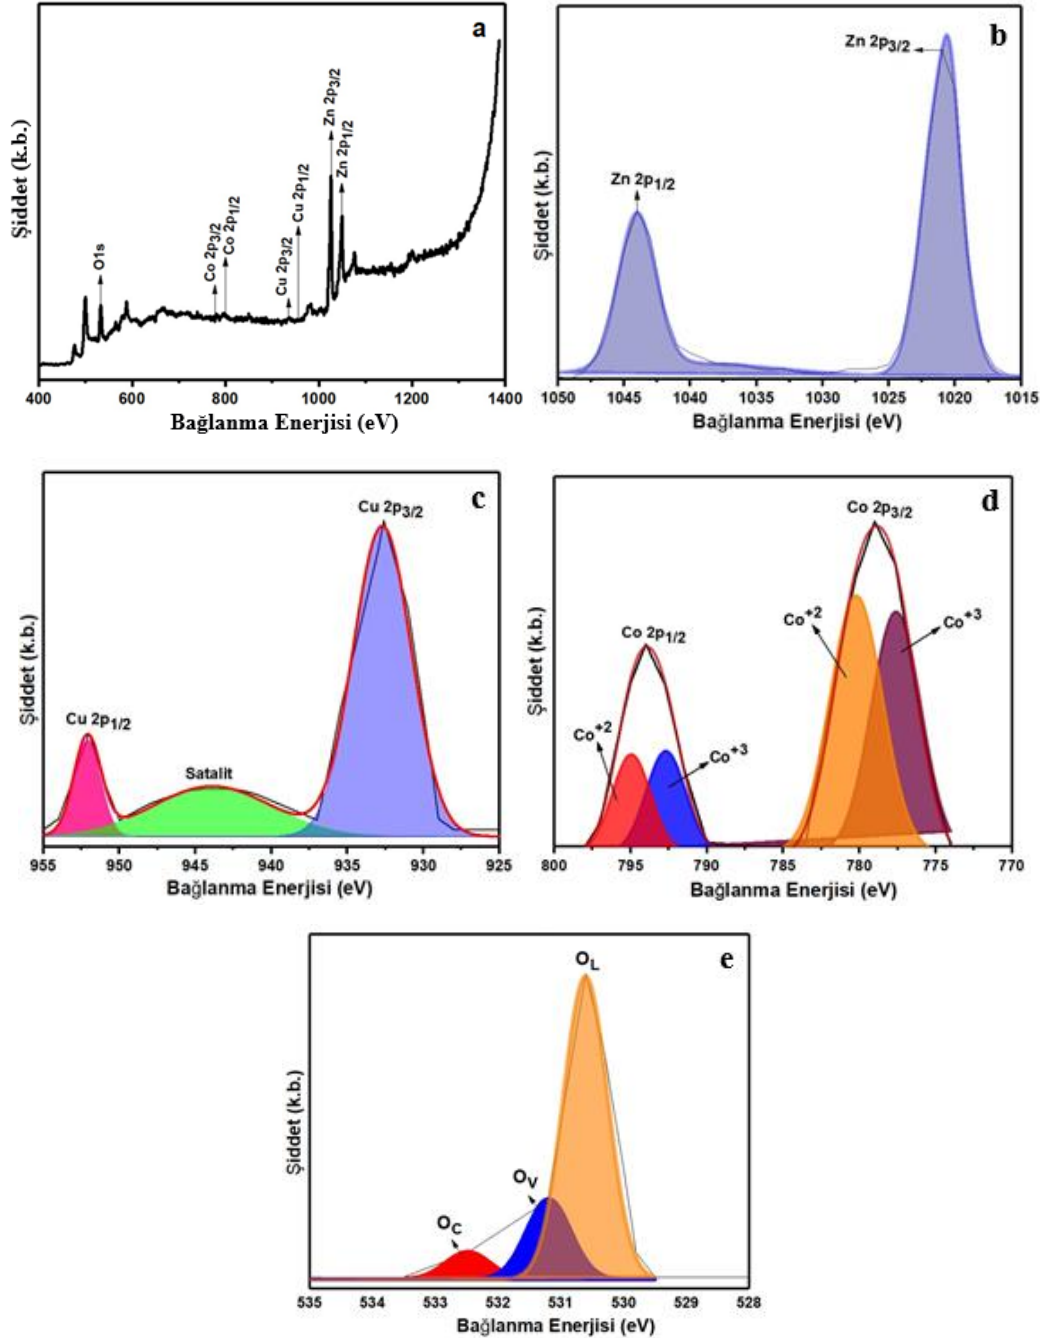 a
Şiddet (k.b.)
O1s
Co 2p3/2
Co 2p1/2
Cu 2p3/2
Cu 2p1/2
Zn 2p3/2
Zn 2p1/2
400 600 800 1000 1200 1400
Bağlanma Enerjisi (eV)
b
Şiddet (k.b.)
Zn 2p3/2
Zn 2p1/2
1050 1045 1040 1035 1030 1025 1020 1015
Bağlanma Enerjisi (eV)
c
Şiddet (k.b.)
Cu 2p3/2
Cu 2p1/2
Satalit
955 950 945 940 935 930 925
Bağlanma Enerjisi (eV)
d
Şiddet (k.b.)
Co 2p3/2
Co+2
Co+3
Co 2p1/2
Co+2
Co+3
800 795 790 785 780 775 770
Bağlanma Enerjisi (eV)
e
Şiddet (k.b.)
OL
OV
OC
535 534 533 532 531 530 529 528
Bağlanma Enerjisi (eV)